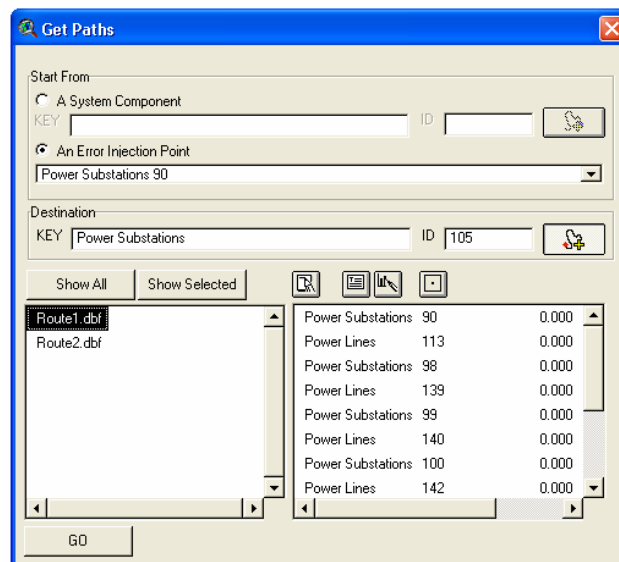 Get Paths
Start From
A System Component
KEY
ID
An Error Injection Point
Power Substations 90
Destination
KEY Power Substations ID 105
Show All Show Selected
Route1.dbf
Route2.dbf
Power Substations 90 0.000
Power Lines 113 0.000
Power Substations 98 0.000
Power Lines 139 0.000
Power Substations 99 0.000
Power Lines 140 0.000
Power Substations 100 0.000
Power Lines 142 0.000
GO